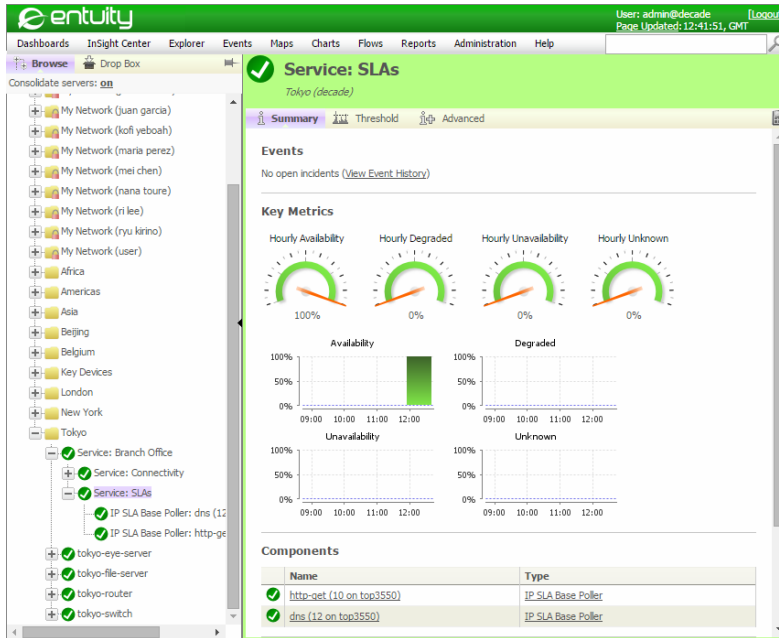 entuity
User: admin@decade
[Logou
Page Updated: 12:41:51, GMT
Dashboards InSight Center Explorer Events Maps Charts Flows Reports Administration Help
Browse Drop Box
Consolidate servers: on
My Network (juan garcia)
My Network (kofi yeboah)
My Network (maria perez)
My Network (mei chen)
My Network (nana toure)
My Network (ri lee)
My Network (ryu kirino)
My Network (user)
Africa
Americas
Asia
Beijing
Belgium
Key Devices
London
New York
Tokyo
Service: Branch Office
Service: Connectivity
Service: SLAs
IP SLA Base Poller: dns (12
IP SLA Base Poller: http-ge
tokyo-eye-server
tokyo-file-server
tokyo-router
tokyo-switch
Service: SLAs
Tokyo (decade)
Summary Threshold Advanced
Events
No open incidents (View Event History)
Key Metrics
Hourly Availability Hourly Degraded Hourly Unavailability Hourly Unknown
100% 0% 0% 0%
Availability
100%
50%
0%
09:00 10:00 11:00 12:00
Degraded
100%
50%
0%
09:00 10:00 11:00 12:00
Unavailability
100%
50%
0%
09:00 10:00 11:00 12:00
Unknown
100%
50%
0%
09:00 10:00 11:00 12:00
Components
Name Type
http-get (10 on top3550) IP SLA Base Poller
dns (12 on top3550) IP SLA Base Poller